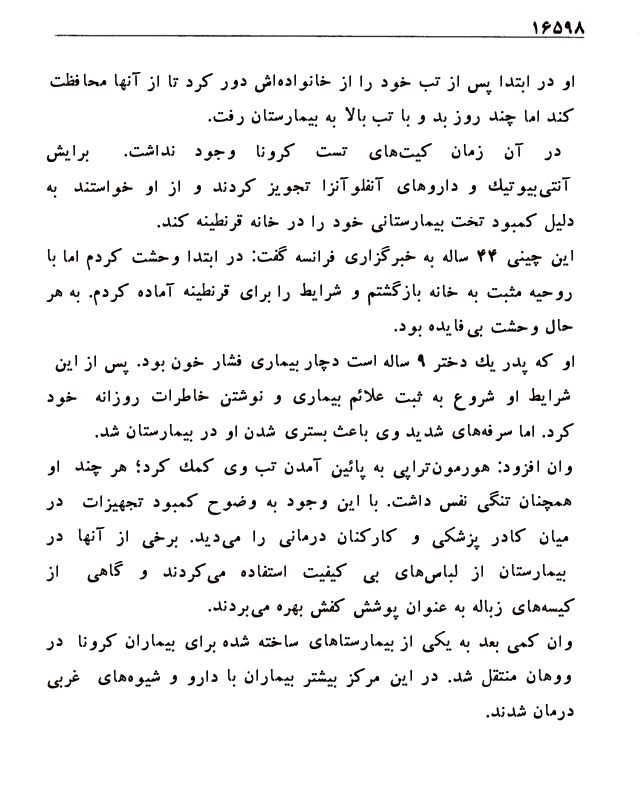 ۱۶۵۹۸
او در ابتدا پس از تب خود را از خانواده‌اش دور کرد تا از آنها محافظت
کند اما چند روز بد و با تب بالا به بیمارستان رفت.
در آن زمان کیت‌های تست کرونا وجود نداشت. برایش
آنتی‌بیوتیک و داروهای آنفلوآنزا تجویز کردند و از او خواستند به
دلیل کمبود تخت بیمارستانی خود را در خانه قرنطینه کند.
این چینی ۴۴ ساله به خبرگزاری فرانسه گفت: در ابتدا وحشت کردم اما با
روحیه مثبت به خانه بازگشتم و شرایط را برای قرنطینه آماده کردم. به هر
حال وحشت بی‌فایده بود.
او که پدر یك دختر ۹ ساله است دچار بیماری فشار خون بود. پس از این
شرایط او شروع به ثبت علائم بیماری و نوشتن خاطرات روزانه خود
کرد. اما سرفه‌های شدید وی باعث بستری شدن او در بیمارستان شد.
وان افزود: هورمون‌تراپی به پائین آمدن تب وی کمك کرد؛ هر چند او
همچنان تنگی نفس داشت. با این وجود به وضوح کمبود تجهیزات در
میان کادر پزشکی و کارکنان درمانی را می‌دید. برخی از آنها در
بیمارستان از لباس‌های بی کیفیت استفاده می‌کردند و گاهی از
کیسه‌های زباله به عنوان پوشش کفش بهره می‌بردند.
وان کمی بعد به یکی از بیمارستاهای ساخته شده برای بیماران کرونا در
ووهان منتقل شد. در این مرکز بیشتر بیماران با دارو و شیوه‌های غربی
درمان شدند.